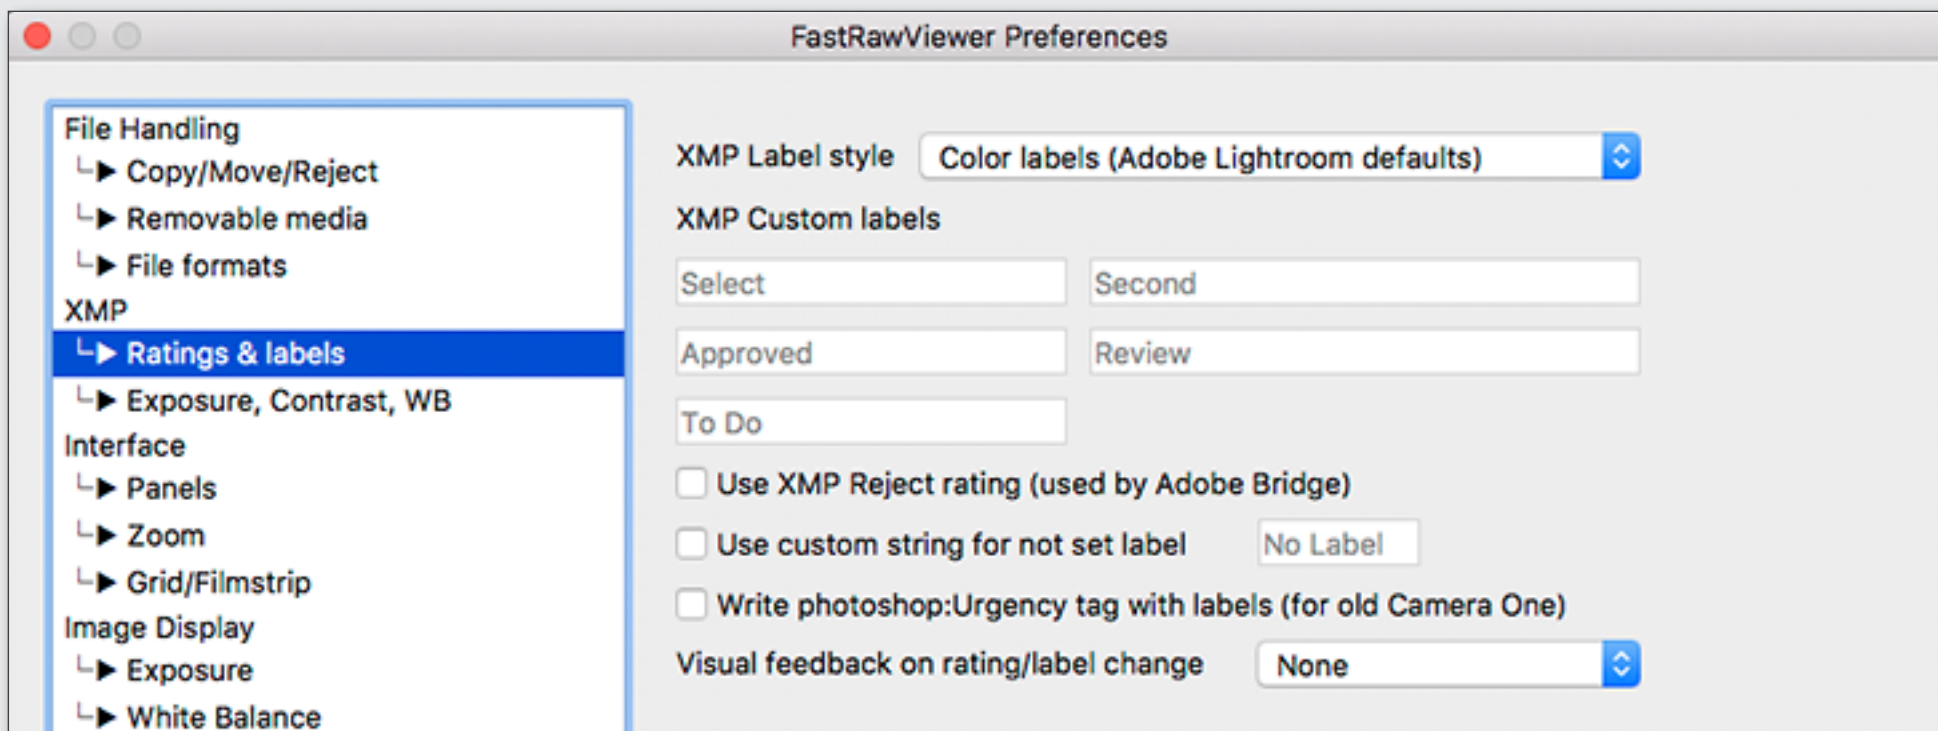 FastRawViewer Preferences
File Handling
Copy/Move/Reject
Removable media
File formats
XMP
Ratings & labels
Exposure, Contrast, WB
Interface
Panels
Zoom
Grid/Filmstrip
Image Display
Exposure
White Balance
XMP Label style Color labels (Adobe Lightroom defaults)
XMP Custom labels
Select Second
Approved Review
To Do
Use XMP Reject rating (used by Adobe Bridge)
Use custom string for not set label No Label
Write photoshop:Urgency tag with labels (for old Camera One)
Visual feedback on rating/label change None